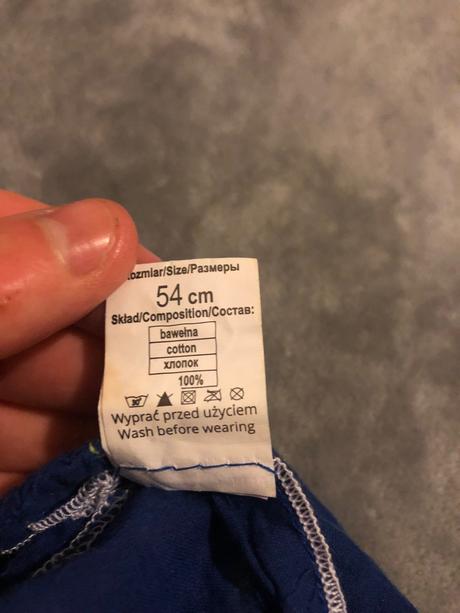 Rozmiar/Size/Размеры
54 cm
Skład/Composition/Состав:
bawełna
cotton
хлопок
100%
Wyprać przed użyciem
Wash before wearing